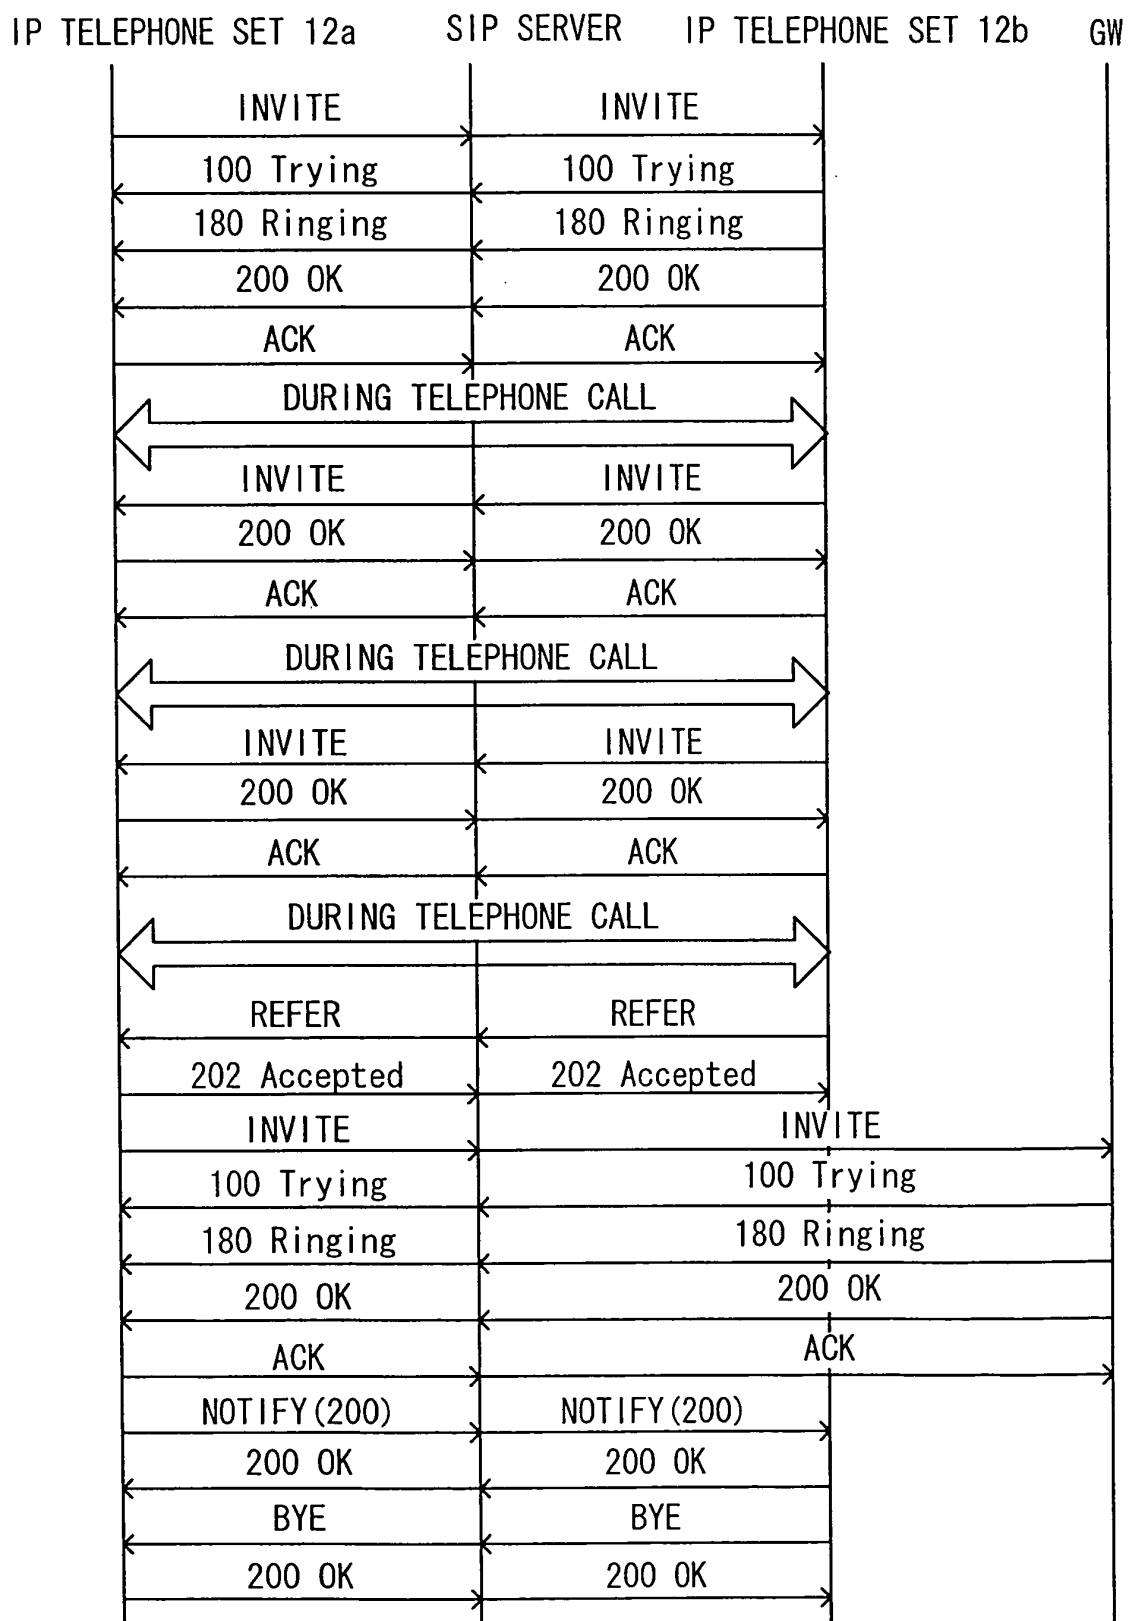 IP TELEPHONE SET 12a SIP SERVER IP TELEPHONE SET 12b GW
INVITE INVITE
100 Trying 100 Trying
180 Ringing 180 Ringing
200 OK 200 OK
ACK ACK
DURING TELEPHONE CALL
INVITE INVITE
200 OK 200 OK
ACK ACK
DURING TELEPHONE CALL
INVITE INVITE
200 OK 200 OK
ACK ACK
DURING TELEPHONE CALL
REFER REFER
202 Accepted 202 Accepted
INVITE INVITE
100 Trying 100 Trying
180 Ringing 180 Ringing
200 OK 200 OK
ACK ACK
NOTIFY(200) NOTIFY(200)
200 OK 200 OK
BYE BYE
200 OK 200 OK